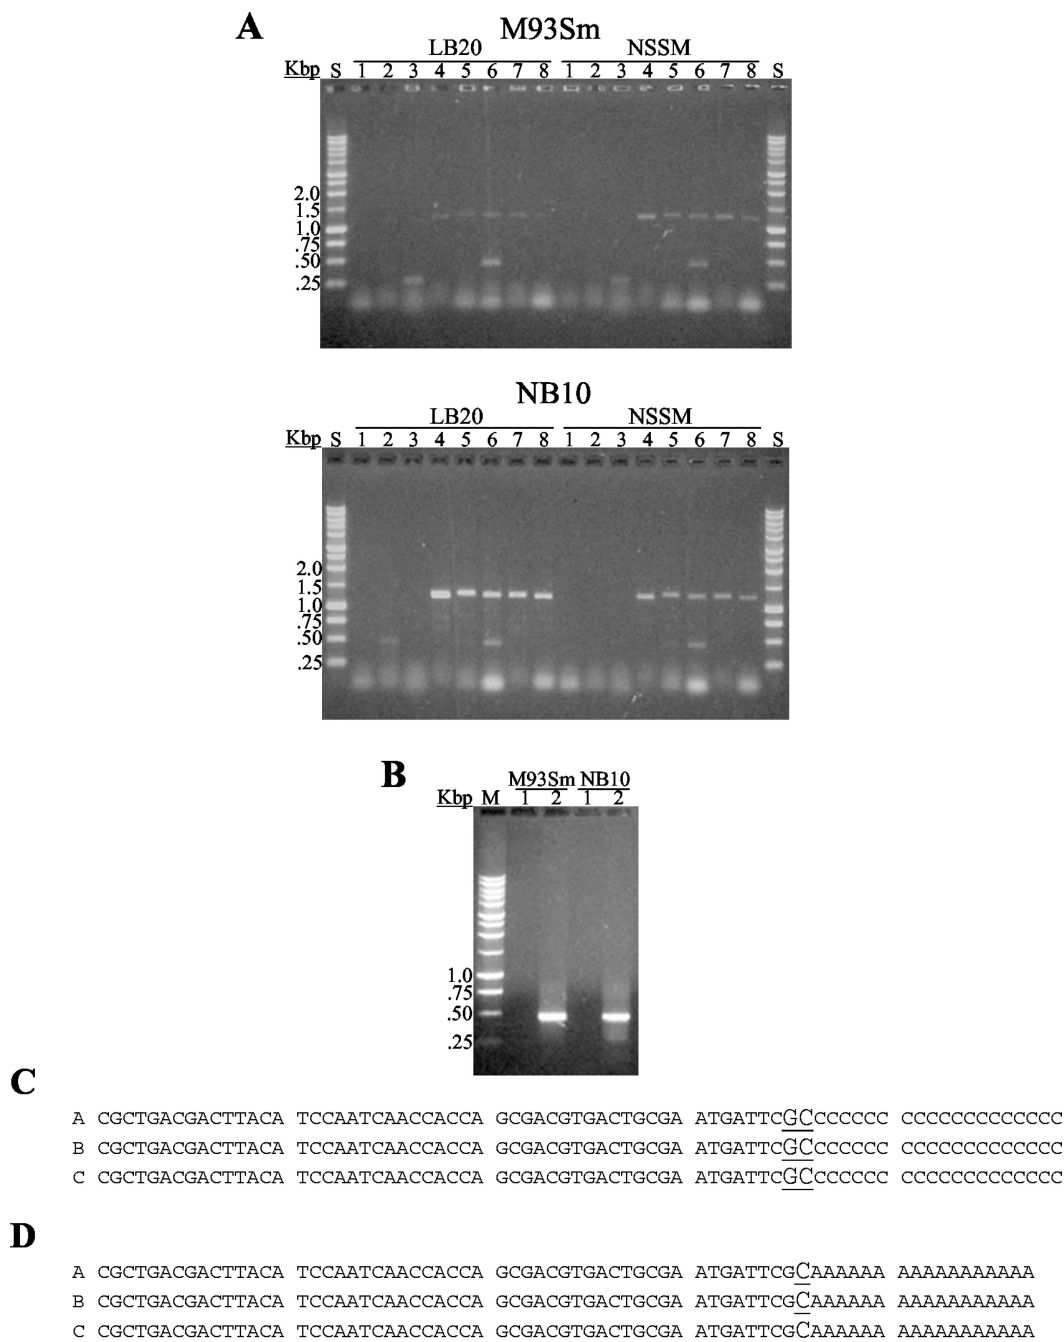 A
M93Sm
LB20 NSSM
Kbp S 1 2 3 4 5 6 7 8 1 2 3 4 5 6 7 8 S
2.0
1.5
1.0
.75
.50
.25
NB10
LB20 NSSM
Kbp S 1 2 3 4 5 6 7 8 1 2 3 4 5 6 7 8 S
2.0
1.5
1.0
.75
.50
.25
B
M93Sm NB10
Kbp M 1 2 1 2
1.0
.75
.50
.25
C
A CGCTGACGACTTACA TCCAATCAACCACCA GCGACGTGACTGCGA ATGATTCGCCCCCCC CCCCCCCCCCCCC
B CGCTGACGACTTACA TCCAATCAACCACCA GCGACGTGACTGCGA ATGATTCGCCCCCCC CCCCCCCCCCCCC
C CGCTGACGACTTACA TCCAATCAACCACCA GCGACGTGACTGCGA ATGATTCGCCCCCCC CCCCCCCCCCCCC
D
A CGCTGACGACTTACA TCCAATCAACCACCA GCGACGTGACTGCGA ATGATTCGCAAAAAA AAAAAAAAAAA
B CGCTGACGACTTACA TCCAATCAACCACCA GCGACGTGACTGCGA ATGATTCGCAAAAAA AAAAAAAAAAA
C CGCTGACGACTTACA TCCAATCAACCACCA GCGACGTGACTGCGA ATGATTCGCAAAAAA AAAAAAAAAAA